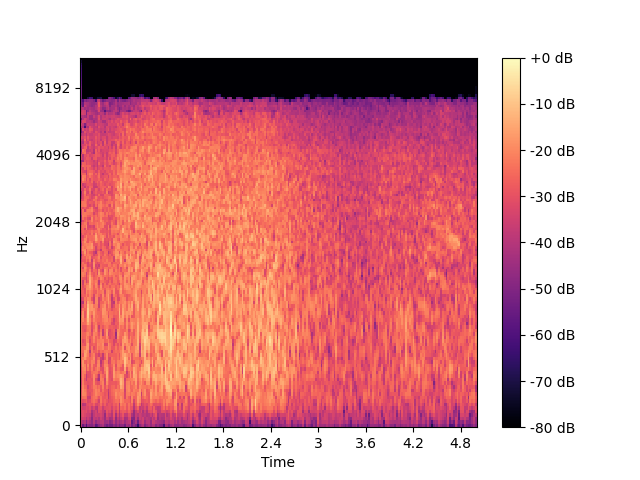 8192
4096
2048
1024
512
0
Hz
0 0.6 1.2 1.8 2.4 3 3.6 4.2 4.8
Time
+0 dB
-10 dB
-20 dB
-30 dB
-40 dB
-50 dB
-60 dB
-70 dB
-80 dB